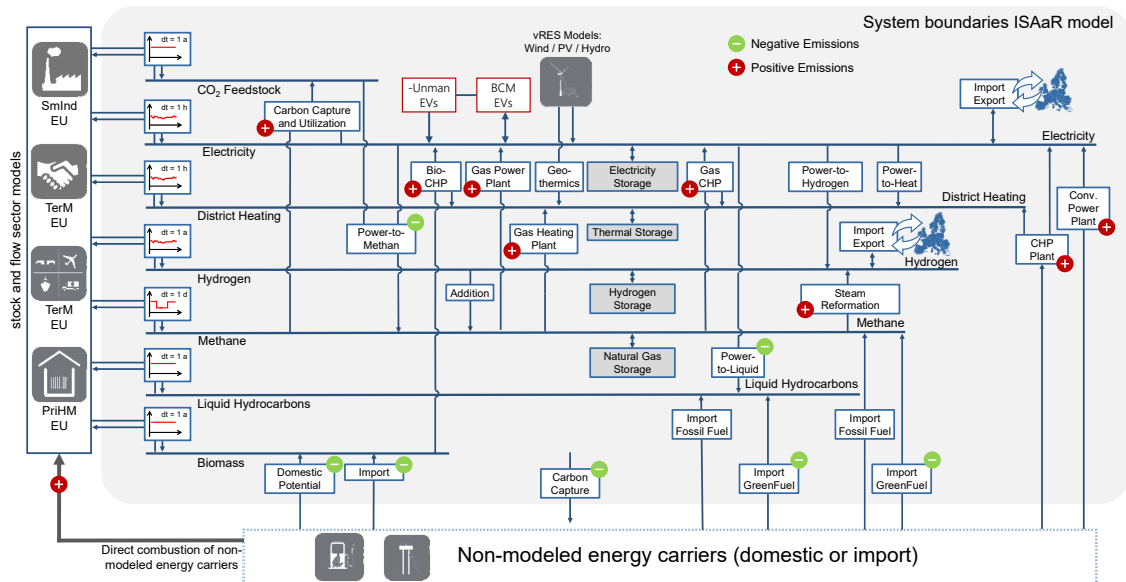 System boundaries ISAaR model
stock and flow sector models
SmInd
EU
TerM
EU
TerM
EU
PriHM
EU
dt = 1 a
CO2 Feedstock
dt = 1 h
Electricity
dt = 1 h
District Heating
dt = 1 a
Hydrogen
dt = 1 d
Methane
dt = 1 a
Liquid Hydrocarbons
dt = 1 a
Biomass
vRES Models:
Wind / PV / Hydro
− Negative Emissions
+ Positive Emissions
-Unman
EVs
BCM
EVs
Import
Export
Carbon Capture
and Utilization
+
Electricity
Bio-
CHP
+
Gas Power
Plant
+
Geo-
thermics
Electricity
Storage
Gas
CHP
+
Power-to-
Hydrogen
Power-
to-Heat
Conv.
Power
Plant
+
District Heating
Power-to-
Methan
−
Gas Heating
Plant
+
Thermal Storage
Import
Export
CHP
Plant
+
Hydrogen
Addition
Hydrogen
Storage
Steam
Reformation
+
Methane
Natural Gas
Storage
Power-
to-Liquid
−
Liquid Hydrocarbons
Import
Fossil Fuel
Import
Fossil Fuel
Domestic
Potential
−
Import
−
Carbon
Capture
−
Import
GreenFuel
−
Import
GreenFuel
−
+
Direct combustion of non-
modeled energy carriers
Non-modeled energy carriers (domestic or import)